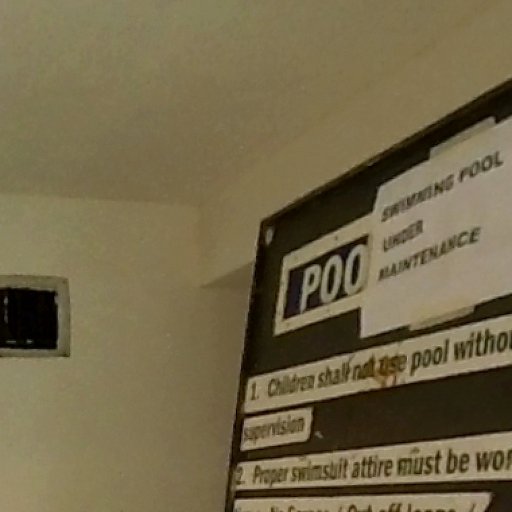 SWIMMING POOL
UNDER
MAINTENANCE
POO
1. Children shall not use pool withou
supervision
2. Proper swimsuit attire must be wor